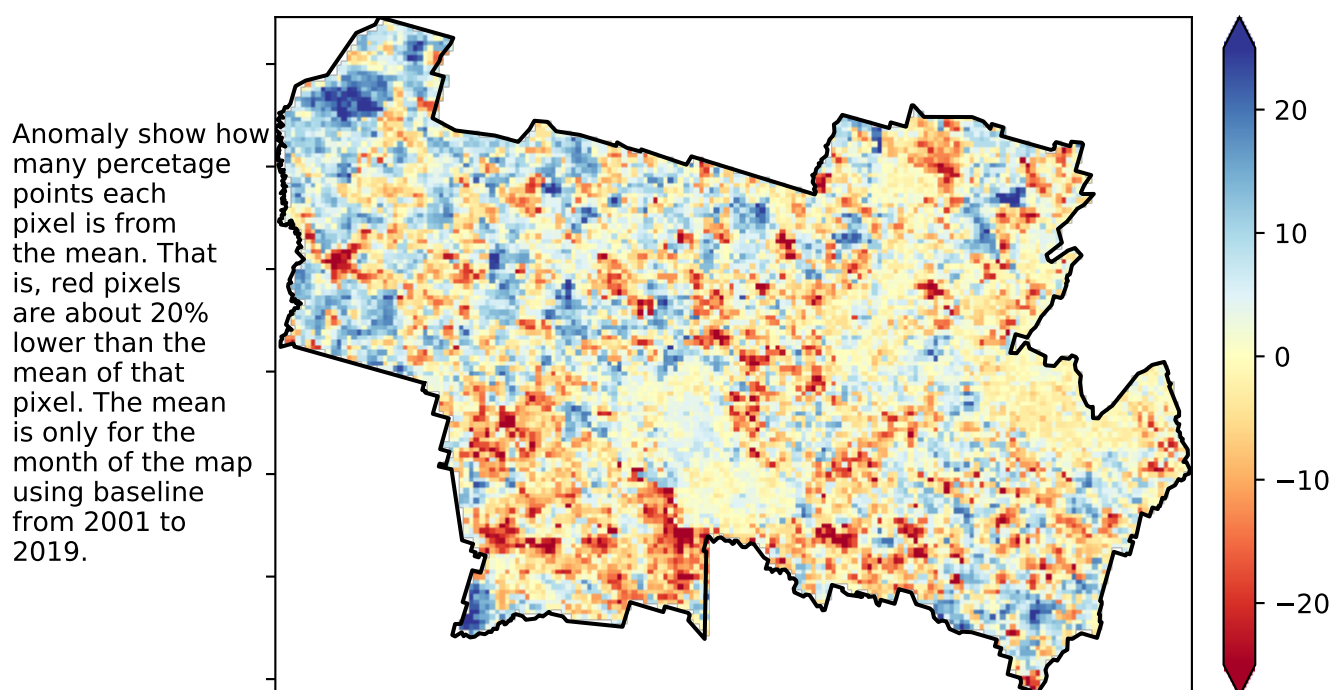 Anomaly show how
many percetage
points each
pixel is from
the mean. That
is, red pixels
are about 20%
lower than the
mean of that
pixel. The mean
is only for the
month of the map
using baseline
from 2001 to
2019.
20
10
0
−10
−20